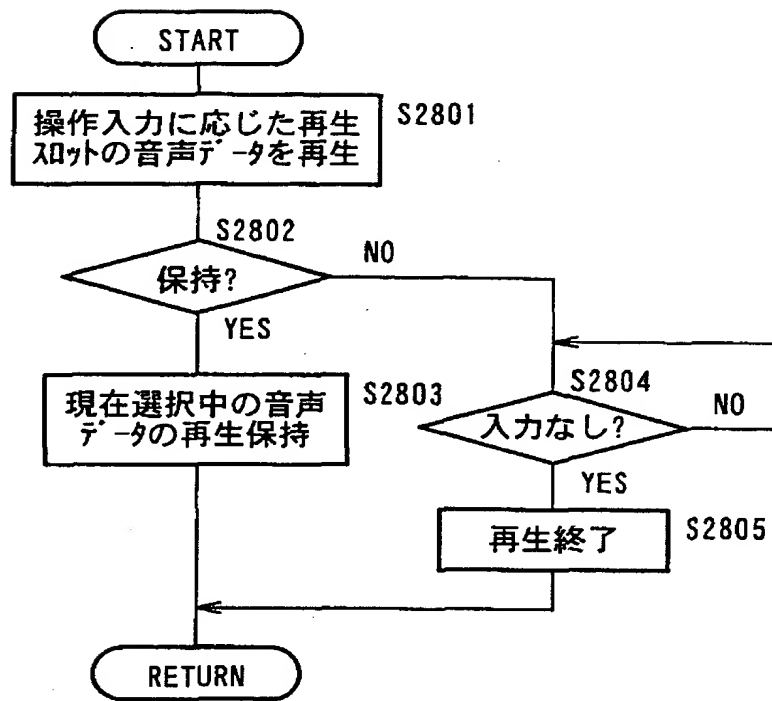 START
操作入力に応じた再生
ｽﾛｯﾄの音声ﾃﾞｰﾀを再生
S2801
S2802
保持?
NO
YES
現在選択中の音声
ﾃﾞｰﾀの再生保持
S2803
S2804
入力なし?
NO
YES
再生終了
S2805
RETURN